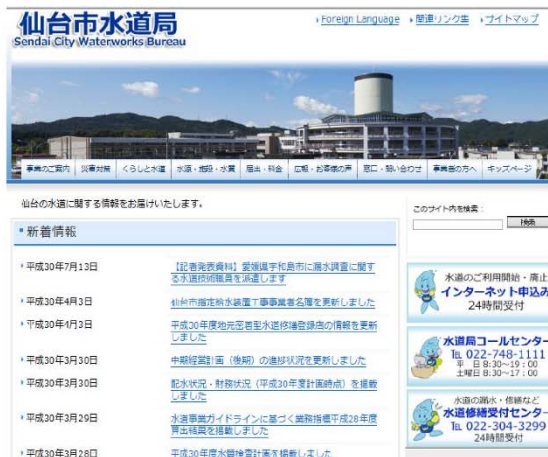 仙台市水道局
Sendai City Waterworks Bureau
Foreign Language 関連リンク集 サイトマップ
事業のご案内 災害対策 くらしと水道 水源・施設・水質 届出・料金 広報・お客様の声 窓口・問い合わせ 事業者の方へ キッズページ
仙台の水道に関する情報をお届けいたします。
新着情報
平成30年7月13日
【記者発表資料】愛媛県宇和島市に漏水調査に関す
る水道技術職員を派遣します
平成30年4月3日
仙台市指定給水装置工事事業者名簿を更新しました
平成30年4月3日
平成30年度地元密着型水道修繕登録店の情報を更新
しました
平成30年3月30日
中期経営計画（後期）の進捗状況を更新しました
平成30年3月30日
配水状況・財務状況（平成30年度計画時点）を掲載
しました
平成30年3月29日
水道事業ガイドラインに基づく業務指標平成28年度
算出結果を掲載しました
平成30年3月28日
平成30年度水質検査計画を掲載しました
このサイト内を検索：
検索
水道のご利用開始・廃止
インターネット申込み
24時間受付
水道局コールセンター
TEL 022-748-1111
平 日 8:30～19:00
土曜日 8:30～17:00
水道の漏水・修繕など
水道修繕受付センター
TEL 022-304-3299
24時間受付